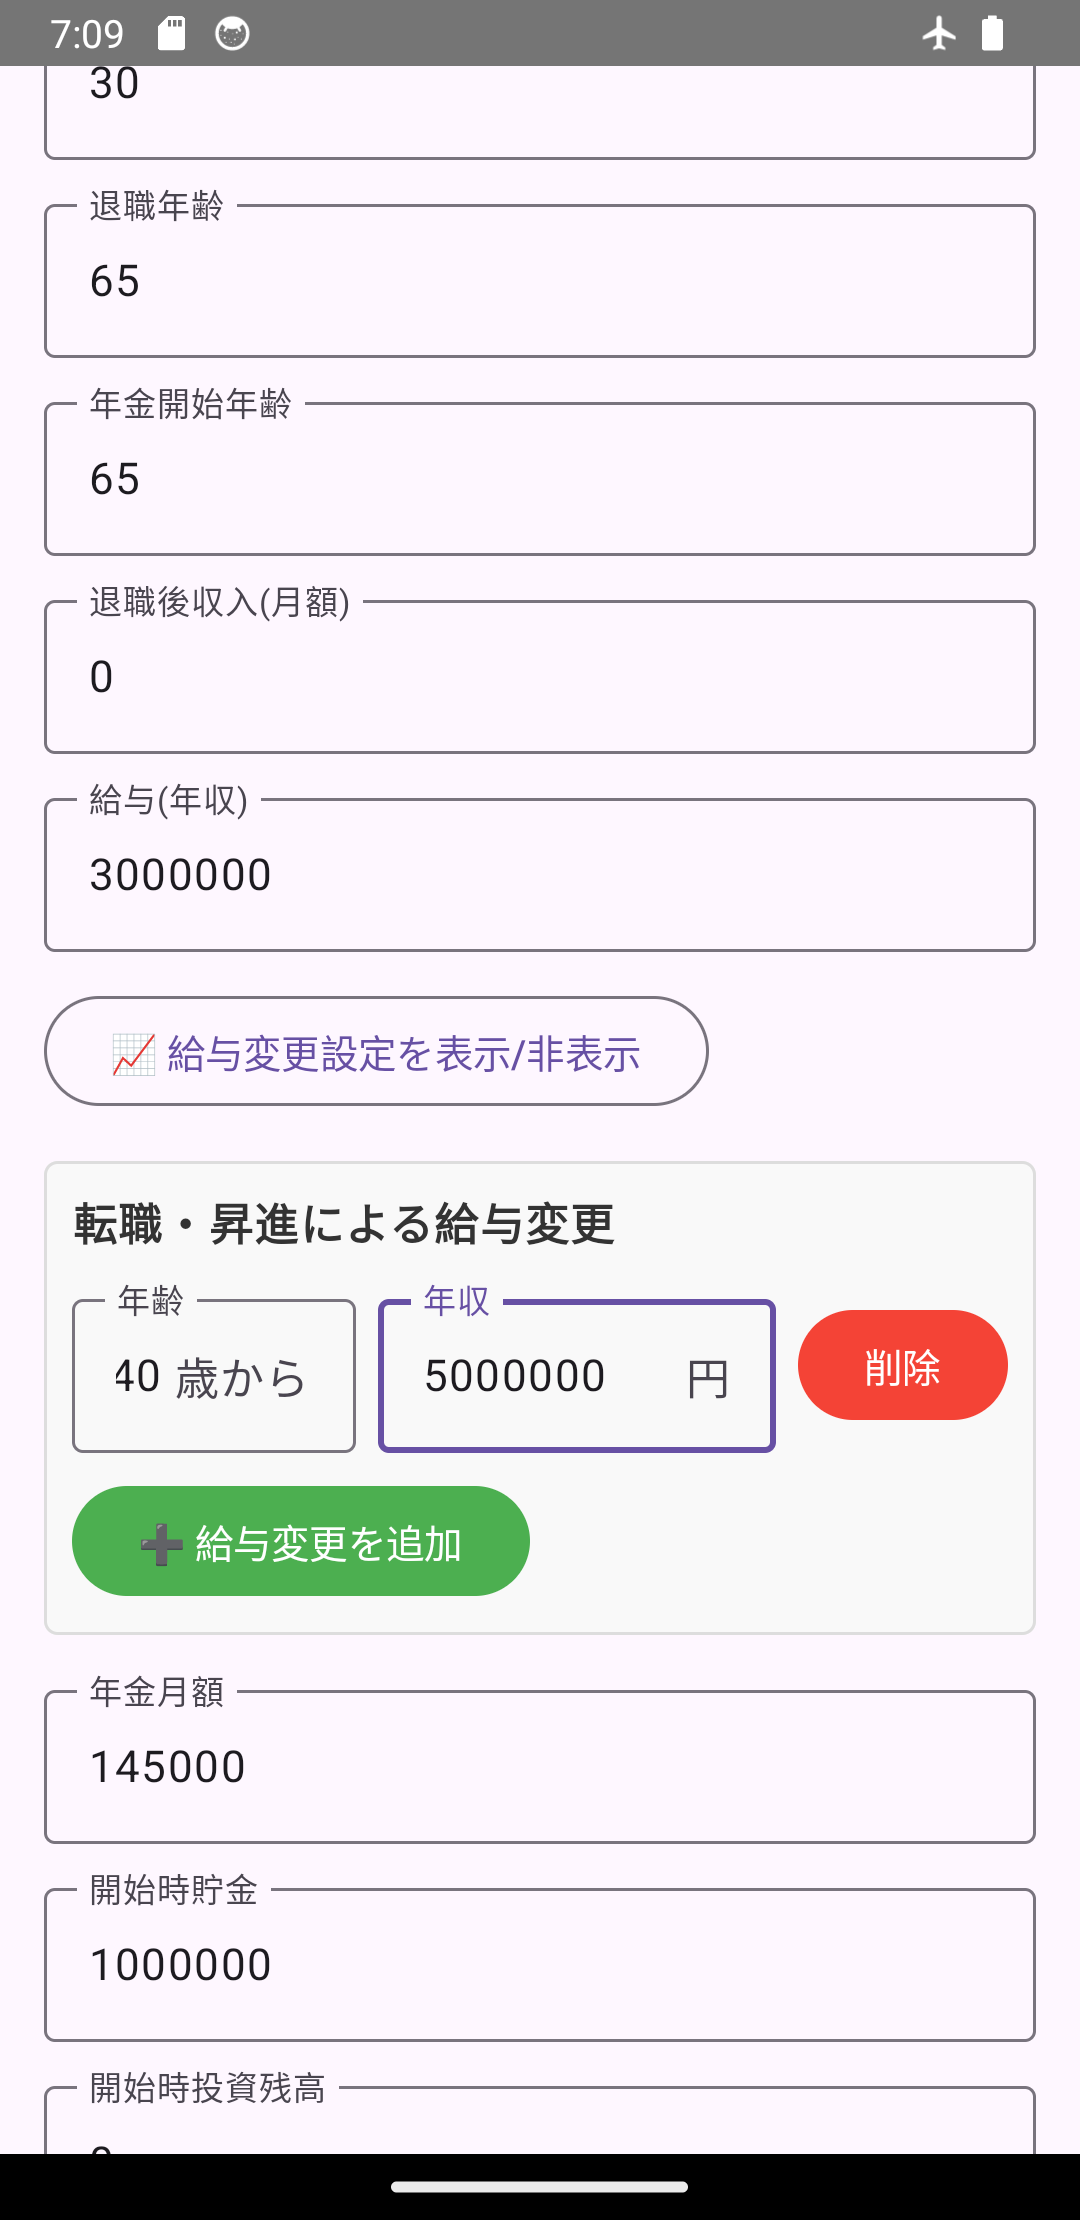 7:09
30
退職年齢
65
年金開始年齢
65
退職後収入(月額)
0
給与(年収)
3000000
📈 給与変更設定を表示/非表示
転職・昇進による給与変更
年齢
40 歳から
年収
5000000 円
削除
➕ 給与変更を追加
年金月額
145000
開始時貯金
1000000
開始時投資残高